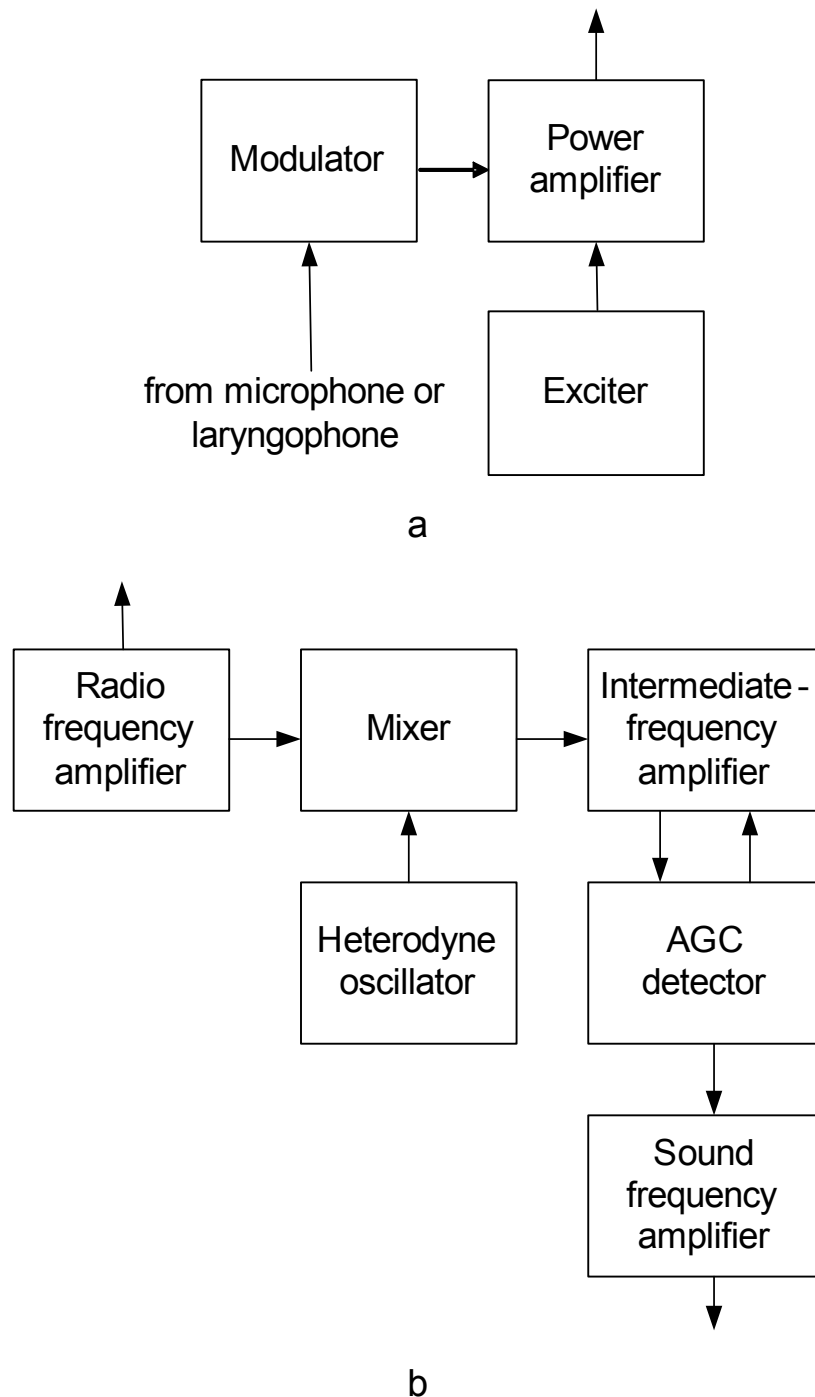 Modulator
Power
amplifier
from microphone or
laryngophone
Exciter
a
Radio
frequency
amplifier
Mixer
Intermediate-
frequency
amplifier
Heterodyne
oscillator
AGC
detector
Sound
frequency
amplifier
b